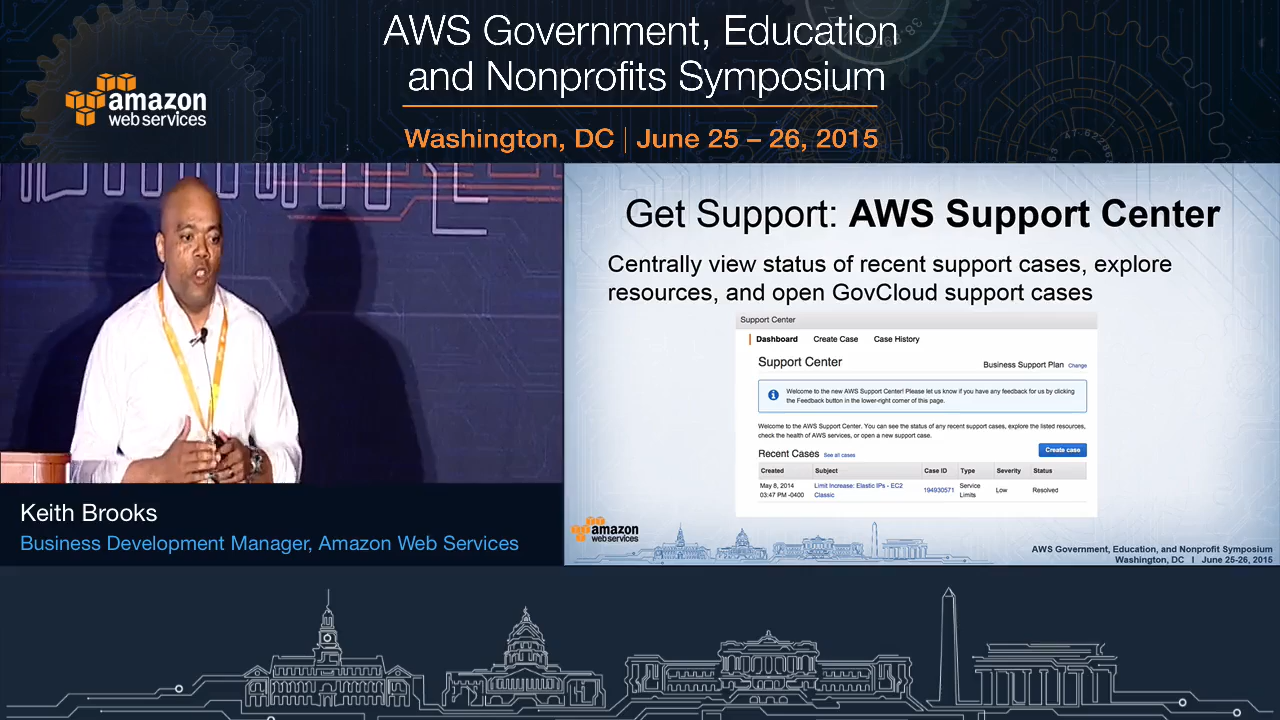 AWS Government, Education
and Nonprofits Symposium
amazon
web services
Washington, DC | June 25 – 26, 2015
Get Support: AWS Support Center
Centrally view status of recent support cases, explore
resources, and open GovCloud support cases
Support Center
Dashboard Create Case Case History
Support Center
Business Support Plan Change
Welcome to the new AWS Support Center! Please let us know if you have any feedback for us by clicking
the Feedback button in the lower-right corner of this page.
Welcome to the AWS Support Center. You can see the status of any recent support cases, explore the listed resources,
check the health of AWS services, or open a new support case.
Create case
Recent Cases See all cases
Created Subject Case ID Type Severity Status
May 8, 2014 Limit Increase: Elastic IPs - EC2 194930571 Service Low Resolved
03:47 PM -0400 Classic Limits
amazon
web services
AWS Government, Education, and Nonprofit Symposium
Washington, DC I June 25-26, 2015
Keith Brooks
Business Development Manager, Amazon Web Services